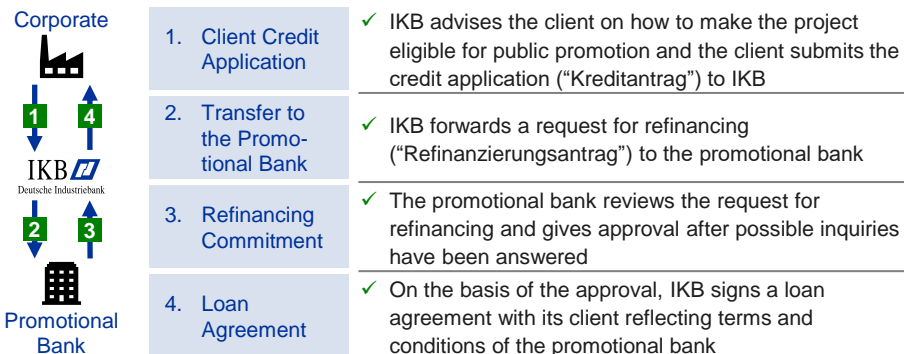 Corporate
1
4
IKB
Deutsche Industriebank
2
3
Promotional
Bank
1. Client Credit
Application
✓ IKB advises the client on how to make the project
eligible for public promotion and the client submits the
credit application (“Kreditantrag”) to IKB
2. Transfer to
the Promo-
tional Bank
✓ IKB forwards a request for refinancing
(“Refinanzierungsantrag”) to the promotional bank
3. Refinancing
Commitment
✓ The promotional bank reviews the request for
refinancing and gives approval after possible inquiries
have been answered
4. Loan
Agreement
✓ On the basis of the approval, IKB signs a loan
agreement with its client reflecting terms and
conditions of the promotional bank